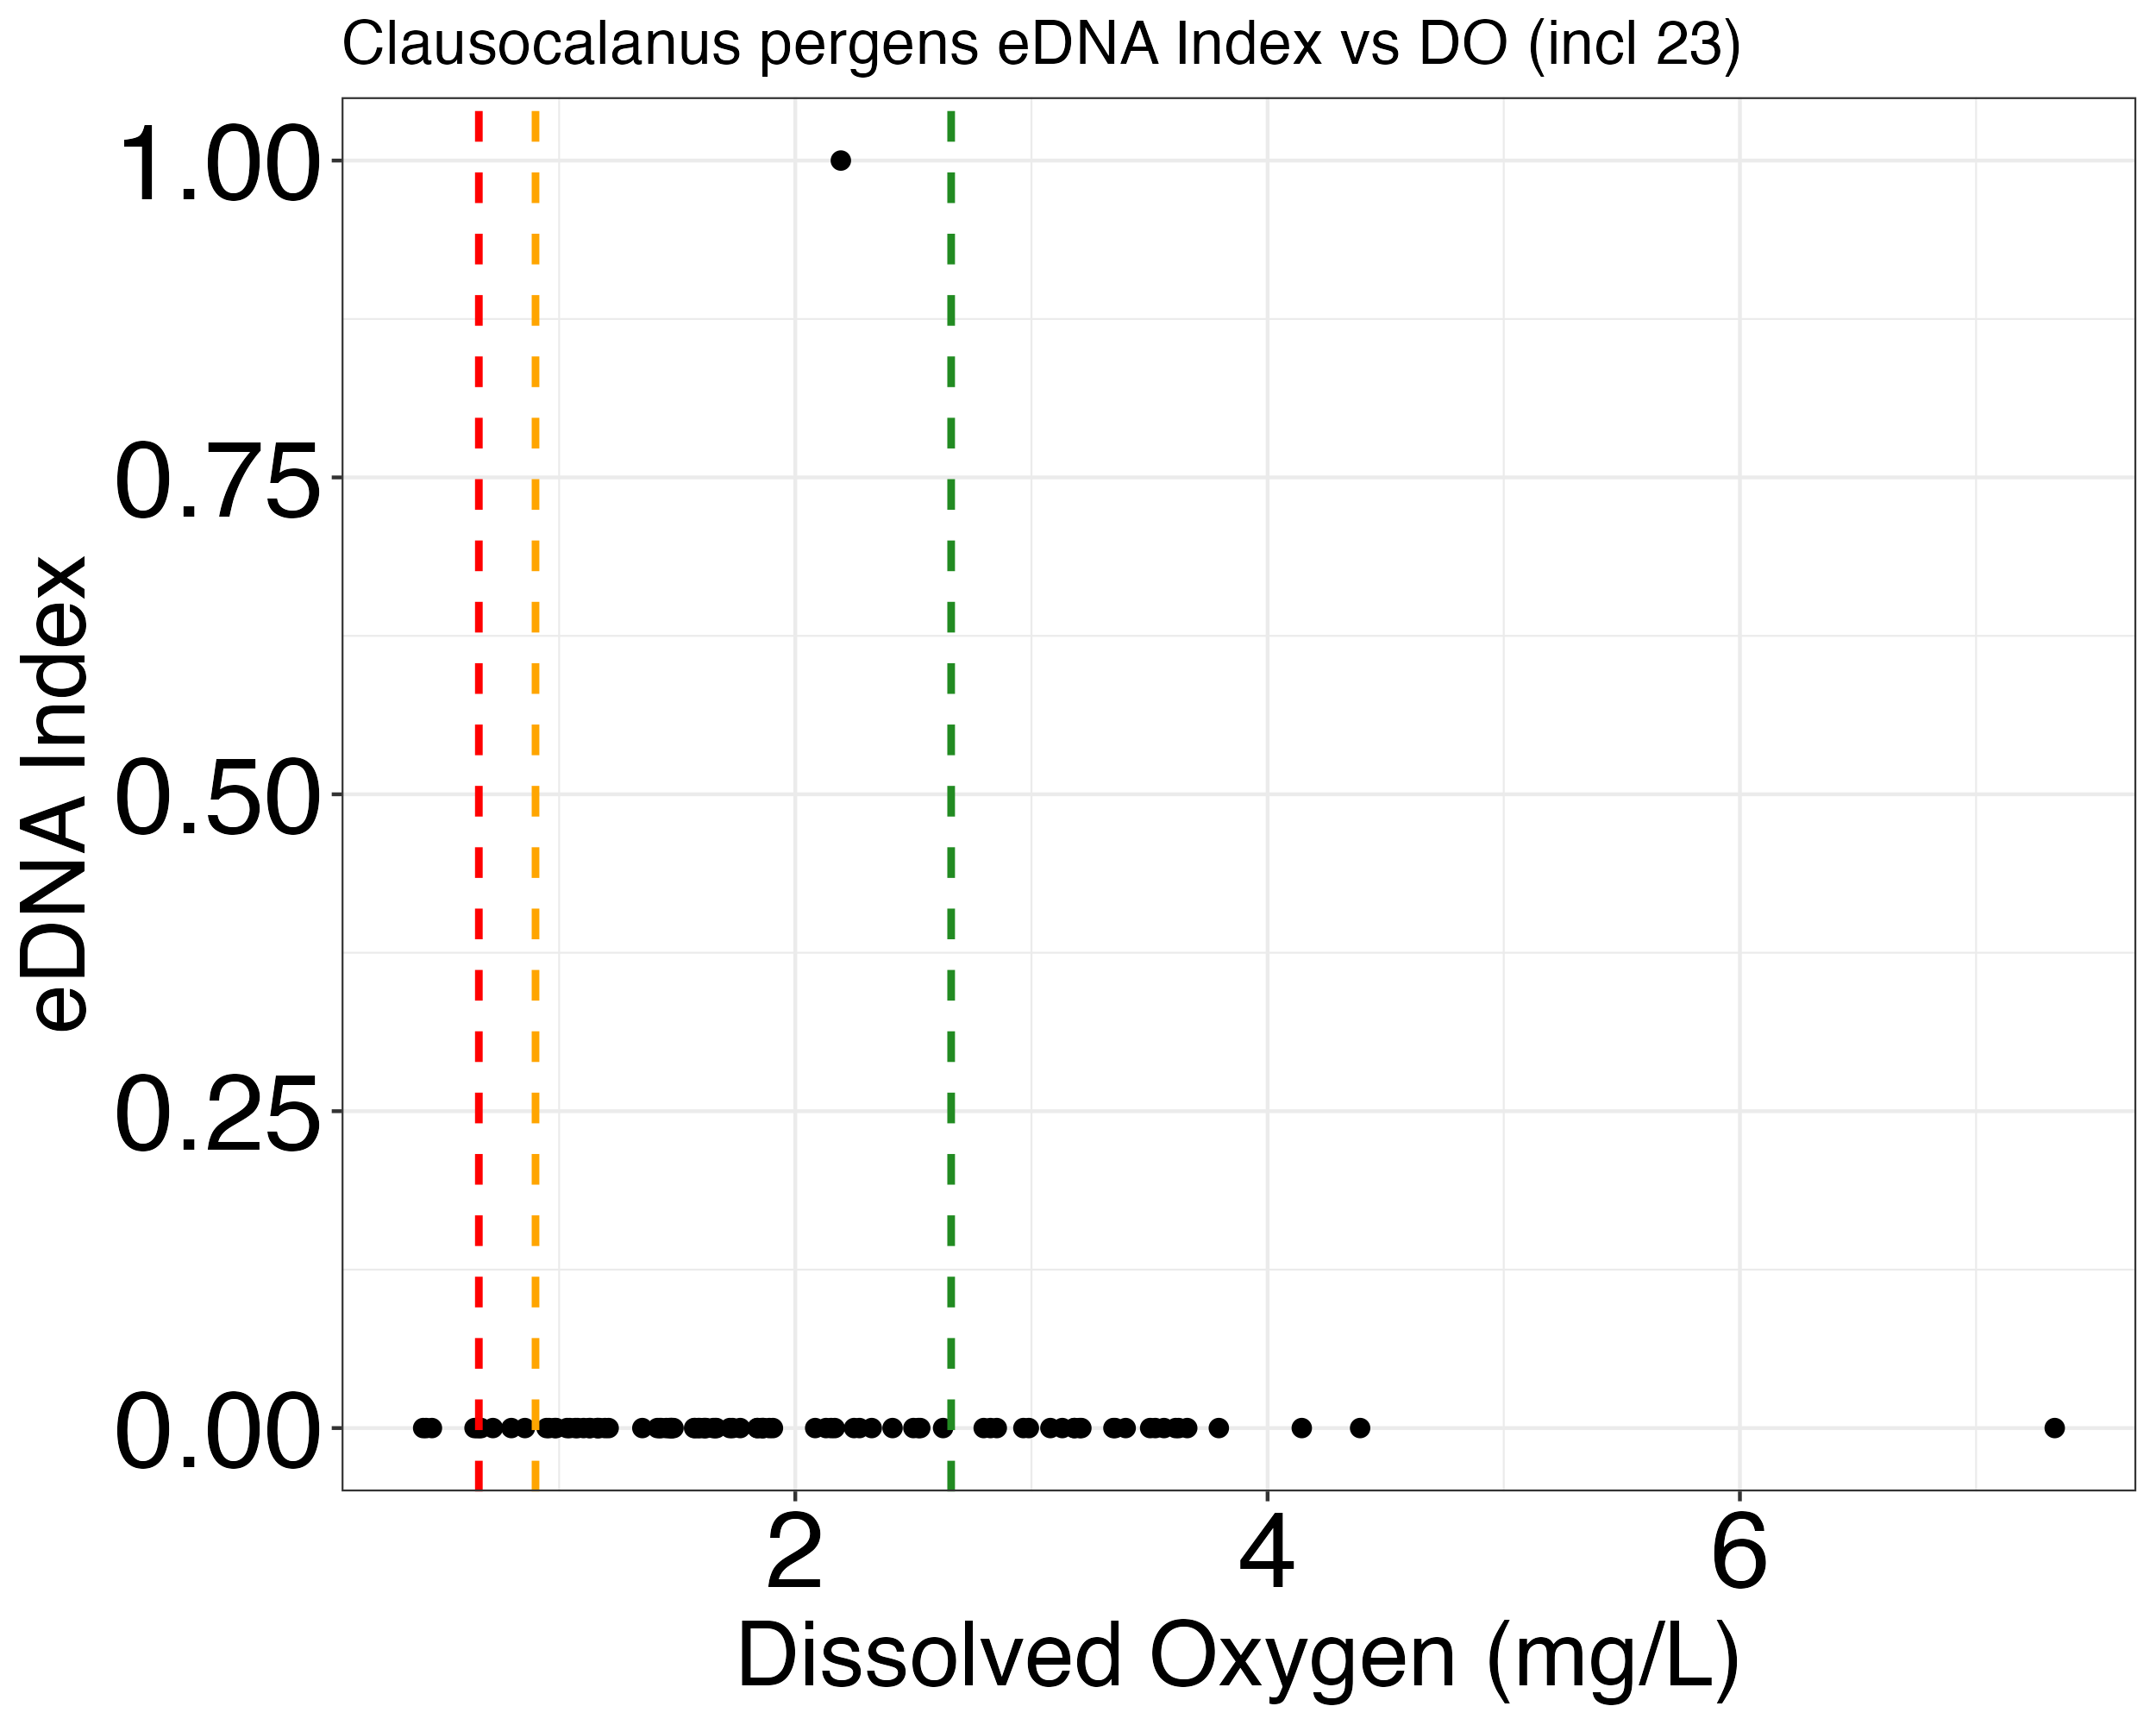 Clausocalanus pergens eDNA Index vs DO (incl 23)
1.00
0.75
0.50
0.25
0.00
eDNA Index
2 4 6
Dissolved Oxygen (mg/L)